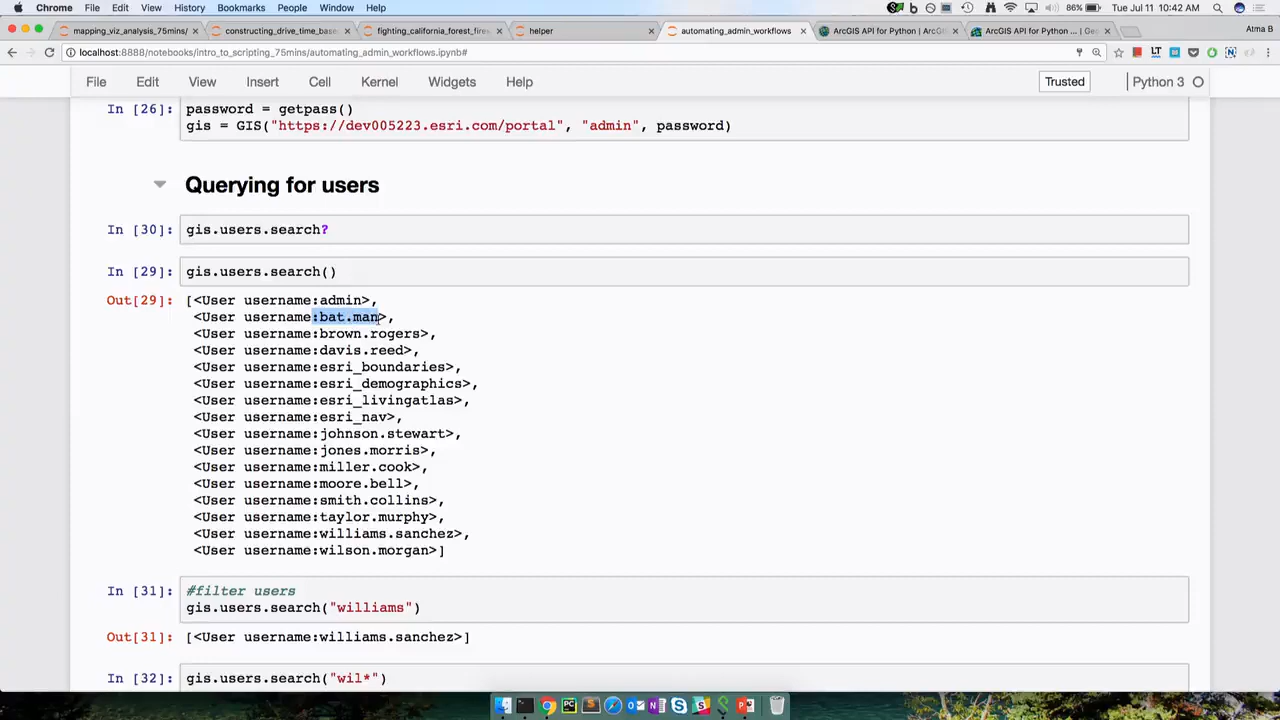 Chrome File Edit View History Bookmarks People Window Help 86% Tue Jul 11 10:42 AM
mapping_viz_analysis_75mins/ constructing_drive_time_base fighting_california_forest_fires helper automating_admin_workflows ArcGIS API for Python | ArcG ArcGIS API for Python ... | Geo Atma B
localhost:8888/notebooks/intro_to_scripting_75mins/automating_admin_workflows.ipynb#
File Edit View Insert Cell Kernel Widgets Help Trusted Python 3
In [26]: password = getpass()
gis = GIS("https://dev005223.esri.com/portal", "admin", password)
Querying for users
In [30]: gis.users.search?
In [29]: gis.users.search()
Out[29]: [<User username:admin>,
<User username:bat.man>,
<User username:brown.rogers>,
<User username:davis.reed>,
<User username:esri_boundaries>,
<User username:esri_demographics>,
<User username:esri_livingatlas>,
<User username:esri_nav>,
<User username:johnson.stewart>,
<User username:jones.morris>,
<User username:miller.cook>,
<User username:moore.bell>,
<User username:smith.collins>,
<User username:taylor.murphy>,
<User username:williams.sanchez>,
<User username:wilson.morgan>]
In [31]: #filter users
gis.users.search("williams")
Out[31]: [<User username:williams.sanchez>]
In [32]: gis.users.search("wil*")